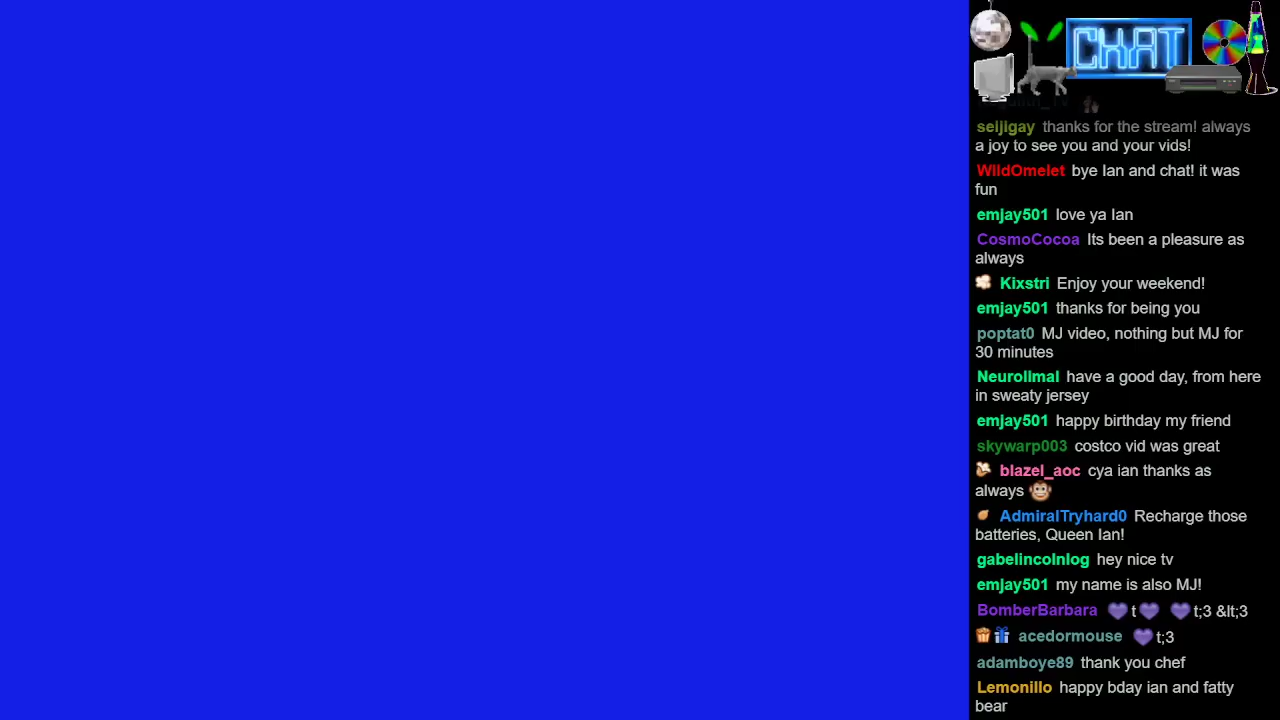 CHAT
seijigay thanks for the stream! always
a joy to see you and your vids!
WildOmelet bye Ian and chat! it was
fun
emjay501 love ya Ian
CosmoCocoa Its been a pleasure as
always
Kixstri Enjoy your weekend!
emjay501 thanks for being you
poptat0 MJ video, nothing but MJ for
30 minutes
Neurolimal have a good day, from here
in sweaty jersey
emjay501 happy birthday my friend
skywarp003 costco vid was great
blazel_aoc cya ian thanks as
always
AdmiralTryhard0 Recharge those
batteries, Queen Ian!
gabelincolnlog hey nice tv
emjay501 my name is also MJ!
BomberBarbara t t;3 &lt;3
acedormouse t;3
adamboye89 thank you chef
Lemonillo happy bday ian and fatty
bear